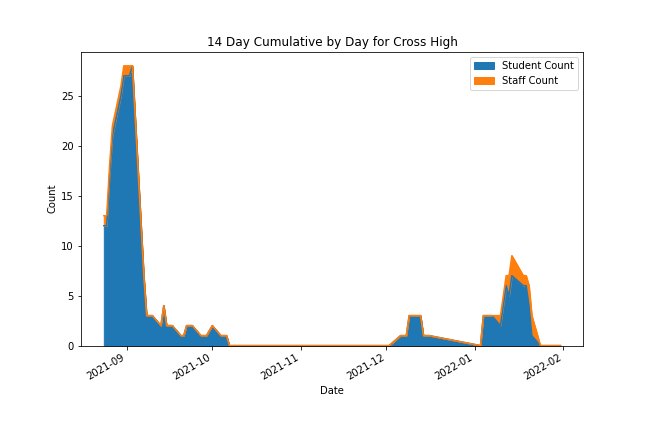 14 Day Cumulative by Day for Cross High
Student Count
Staff Count
25
20
15
10
5
0
Count
2021-09
2021-10
2021-11
2021-12
2022-01
2022-02
Date